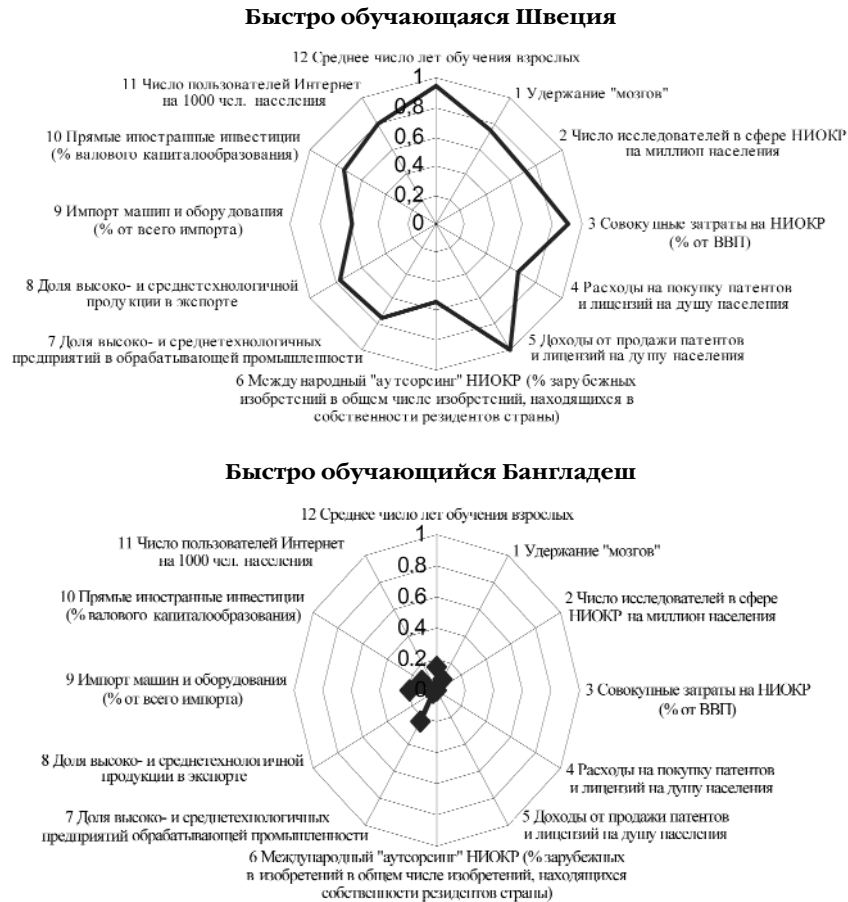 Быстро обучающаяся Швеция
12 Среднее число лет обучения взрослых
11 Число пользователей Интернет
на 1000 чел. населения
1 Удержание "мозгов"
10 Прямые иностранные инвестиции
(% валового капиталообразования)
2 Число исследователей в сфере НИОКР
на миллион населения
9 Импорт машин и оборудования
(% от всего импорта)
3 Совокупные затраты на НИОКР
(% от ВВП)
8 Доля высоко- и среднетехнологичной
продукции в экспорте
4 Расходы на покупку патентов
и лицензий на душу населения
7 Доля высоко- и среднетехнологичных
предприятий в обрабатывающей промышленности
5 Доходы от продажи патентов
и лицензий на душу населения
6 Международный "аутсорсинг" НИОКР (% зарубежных
изобретений в общем числе изобретений, находящихся в
собственности резидентов страны)
1
0,8
0,6
0,4
0,2
0
Быстро обучающийся Бангладеш
12 Среднее число лет обучения взрослых
11 Число пользователей Интернет
на 1000 чел. населения
1 Удержание "мозгов"
10 Прямые иностранные инвестиции
(% валового капиталообразования)
2 Число исследователей в сфере
НИОКР на миллион населения
9 Импорт машин и оборудования
(% от всего импорта)
3 Совокупные затраты на НИОКР
(% от ВВП)
8 Доля высоко- и среднетехнологичной
продукции в экспорте
4 Расходы на покупку патентов
и лицензий на душу населения
7 Доля высоко- и среднетехнологичных
предприятий обрабатывающей промышленности
5 Доходы от продажи патентов
и лицензий на душу населения
6 Международный "аутсорсинг" НИОКР (% зарубежных
в изобретений в общем числе изобретений, находящихся
собственности резидентов страны)
1
0,8
0,6
0,4
0,2
0